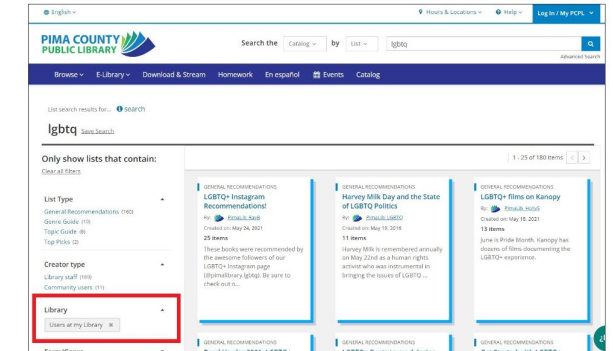 English
Hours & Locations
Help
Log In / My PCPL
PIMA COUNTY
PUBLIC LIBRARY
Search the Catalog by List lgbtq
Advanced Search
Browse E-Library Download & Stream Homework En español Events Catalog
List search results for... search
lgbtq Save Search
Only show lists that contain:
Clear all filters
1 - 25 of 180 items
List Type
General Recommendations (160)
Genre Guide (10)
Topic Guide (8)
Top Picks (2)
Creator type
Library staff (169)
Community users (11)
Library
Users at my Library
GENERAL RECOMMENDATIONS
LGBTQ+ Instagram
Recommendations!
By: PimaLib_RayB
Created on: May 24, 2021
25 items
These books were recommended by
the awesome followers of our
LGBTQ+ Instagram page
(@pimalibrary.lgbtq). Be sure to
check out o...
GENERAL RECOMMENDATIONS
Harvey Milk Day and the State
of LGBTQ Politics
By: PimaLib_LGBTQ
Created on: May 19, 2018
11 items
Harvey Milk is remembered annually
on May 22nd as a human rights
activist who was instrumental in
bringing the issues of LGBTQ ...
GENERAL RECOMMENDATIONS
LGBTQ+ films on Kanopy
By: PimaLib_HollyS
Created on: May 18, 2021
13 items
June is Pride Month. Kanopy has
dozens of films documenting the
LGBTQ+ experience.
GENERAL RECOMMENDATIONS
GENERAL RECOMMENDATIONS
GENERAL RECOMMENDATIONS